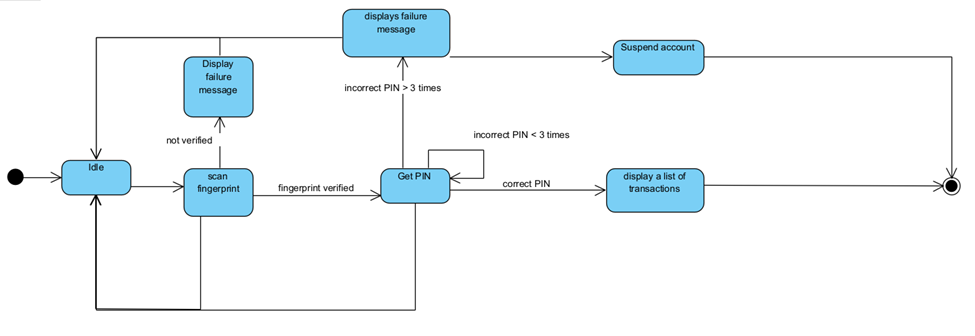 displays failure
message
Suspend account
Display
failure
message
incorrect PIN > 3 times
incorrect PIN < 3 times
not verified
Idle
scan
fingerprint
fingerprint verified
Get PIN
correct PIN
display a list of
transactions